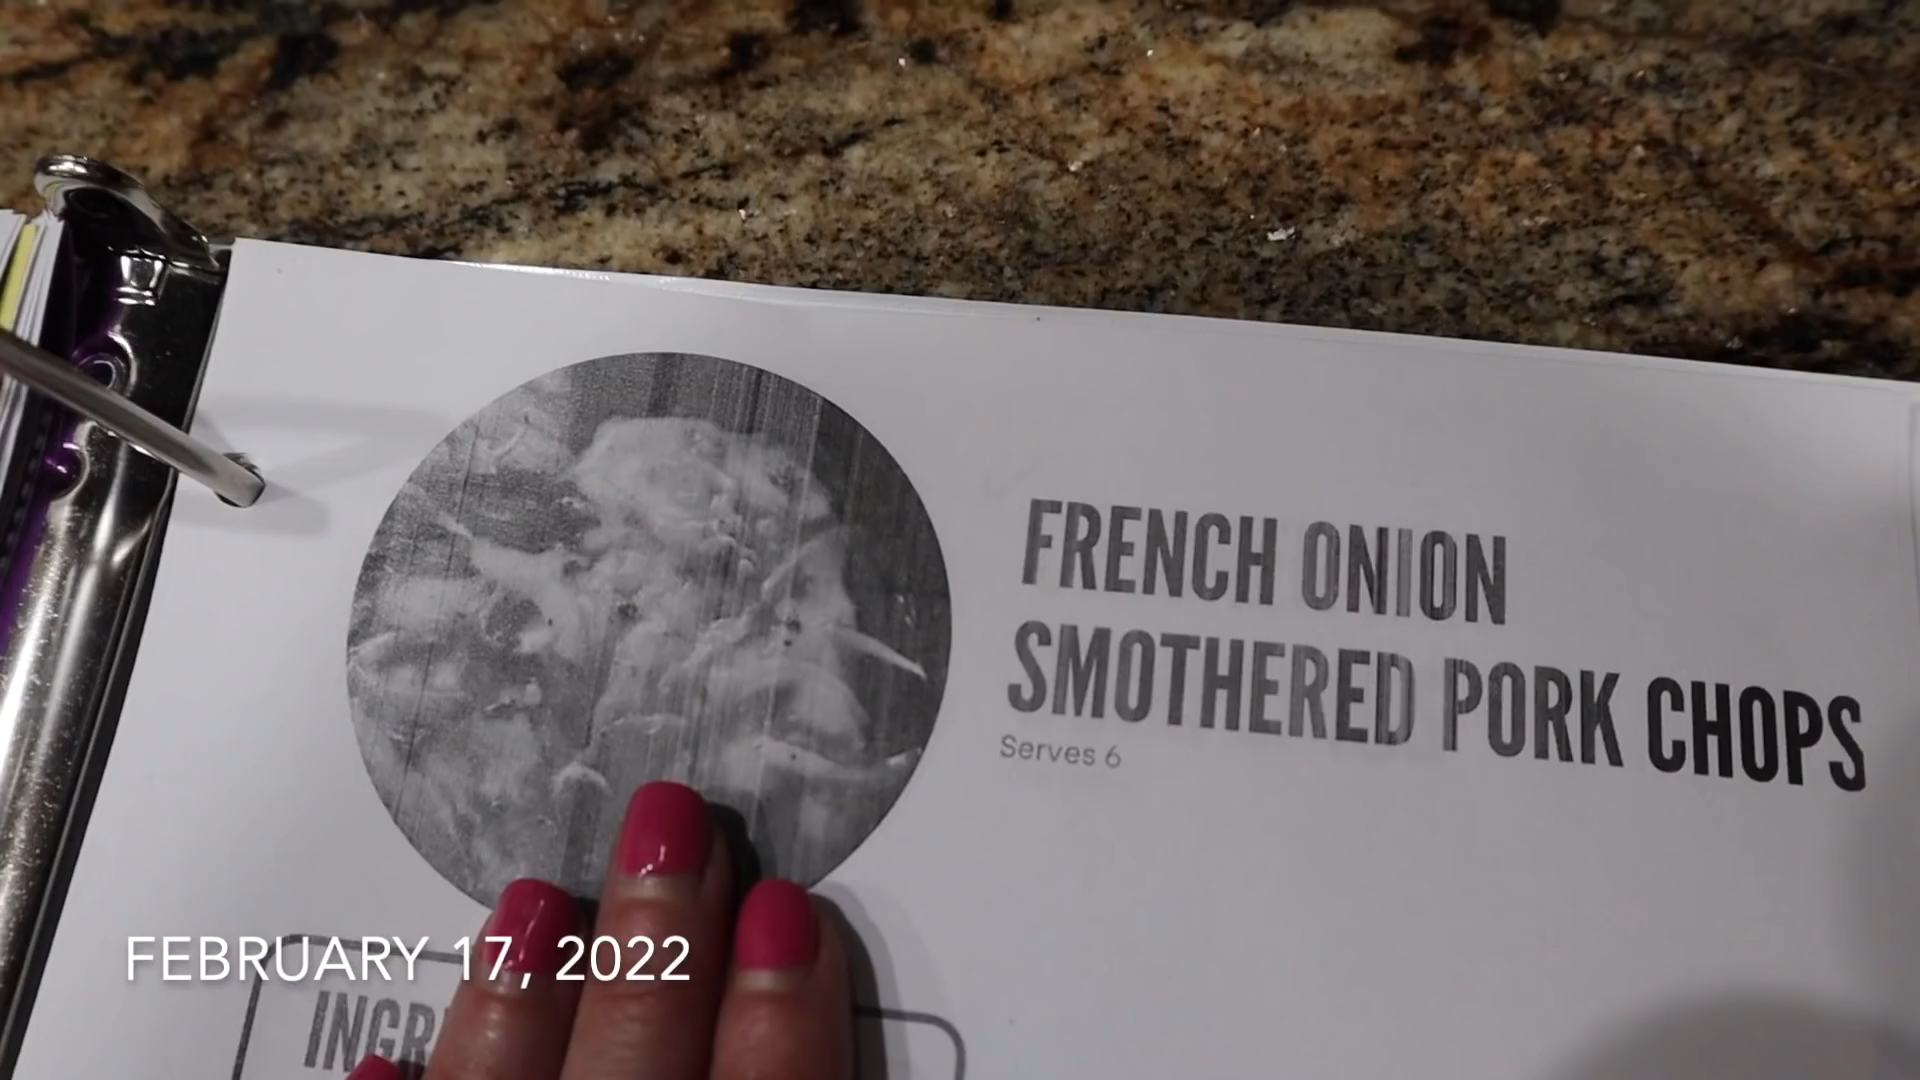 FRENCH ONION
SMOTHERED PORK CHOPS
Serves 6
FEBRUARY 17, 2022